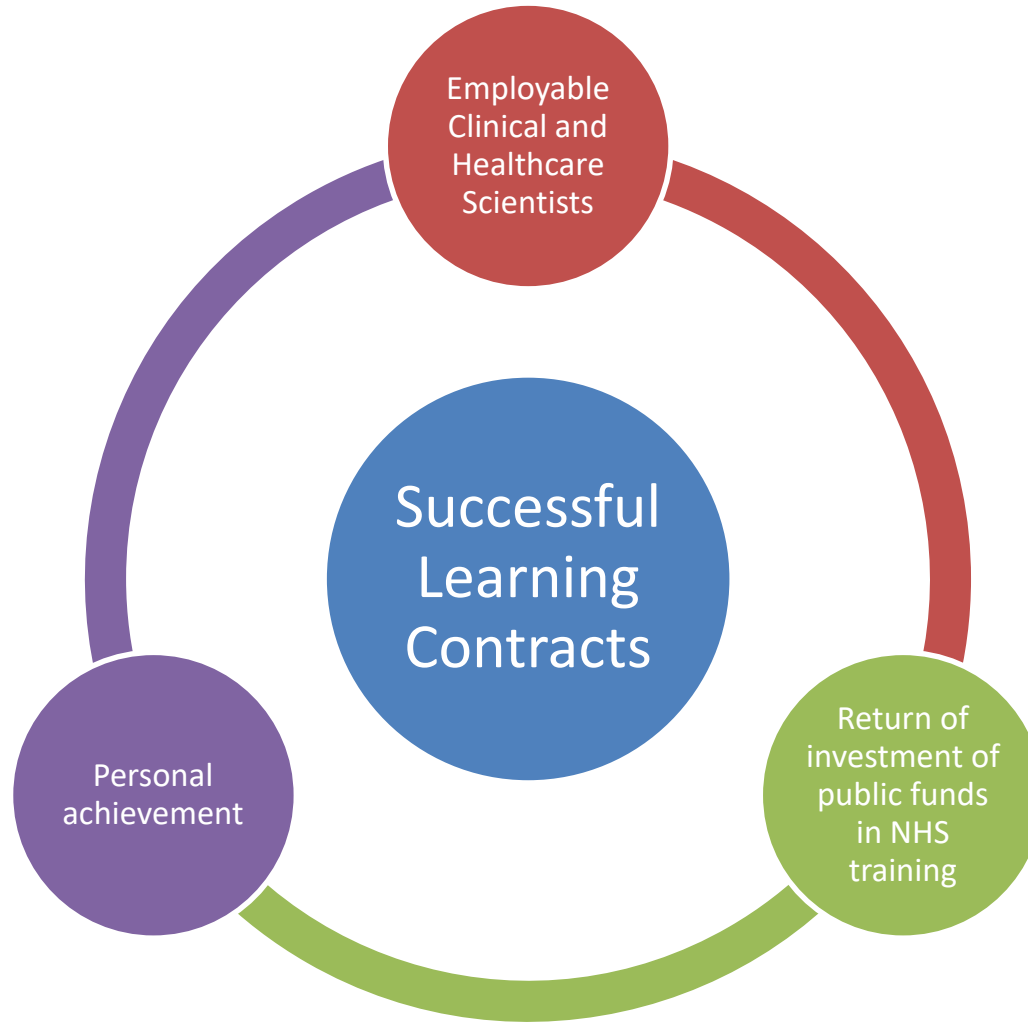 Employable
Clinical and
Healthcare
Scientists
Successful
Learning
Contracts
Personal
achievement
Return of
investment of
public funds
in NHS
training